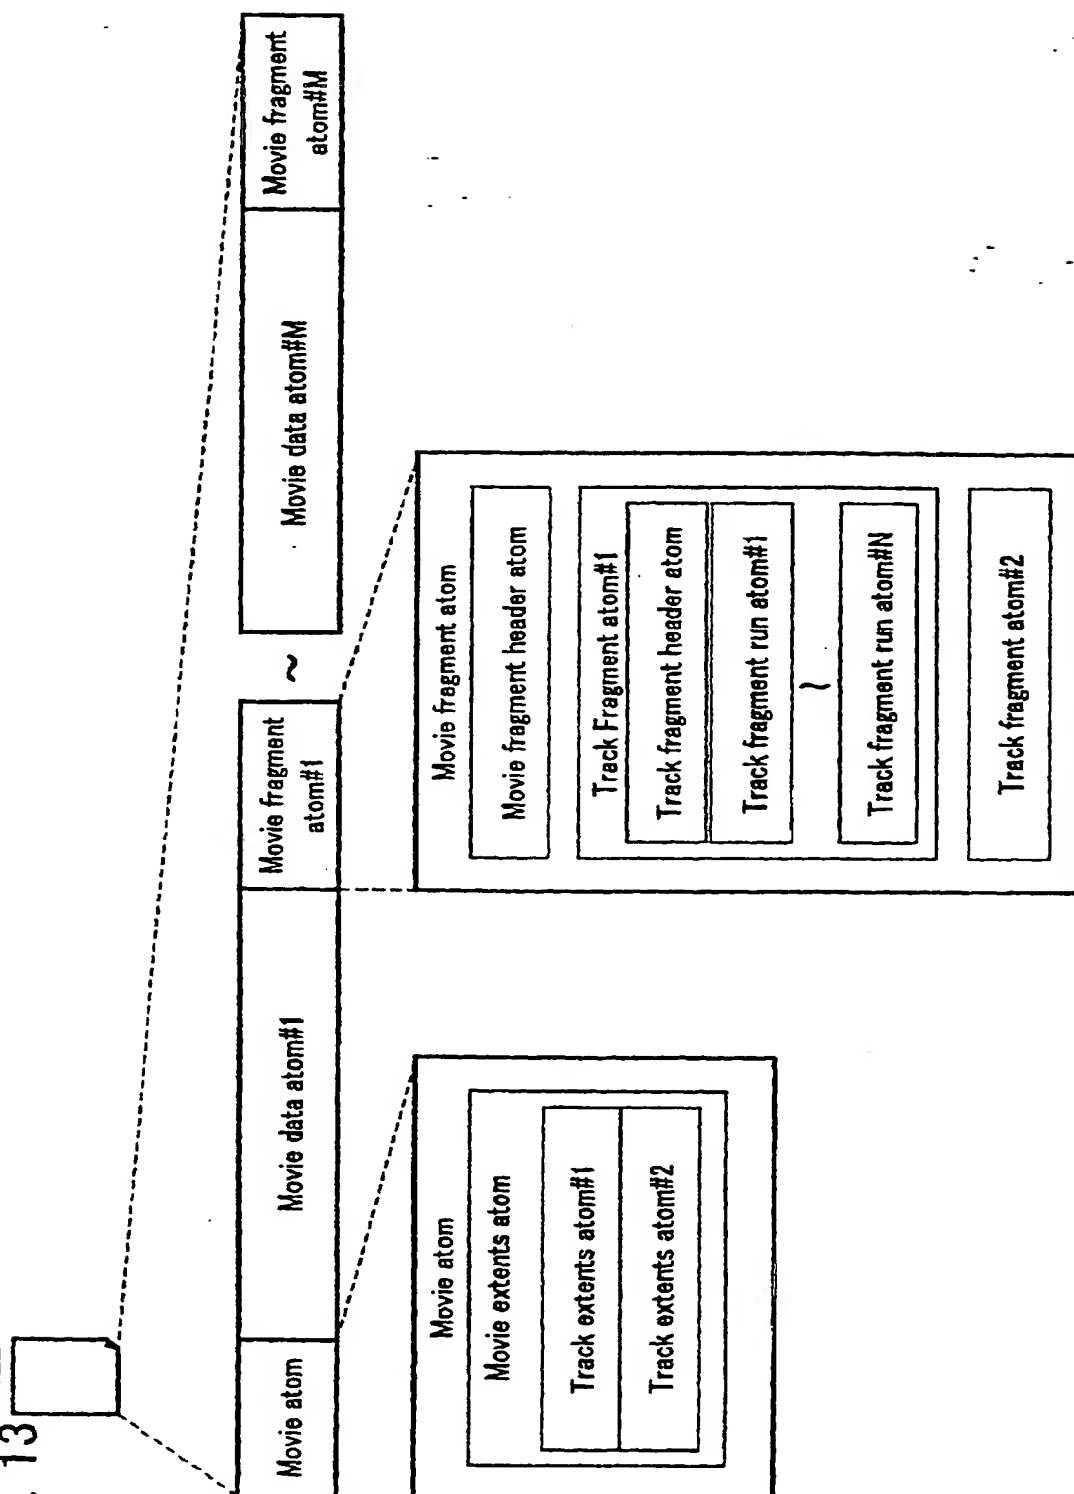 13
Movie atom
Movie data atom#1
Movie fragment
atom#1
~
Movie data atom#M
Movie fragment
atom#M
Movie atom
Movie extents atom
Track extents atom#1
Track extents atom#2
Movie fragment atom
Movie fragment header atom
Track Fragment atom#1
Track fragment header atom
Track fragment run atom#1
~
Track fragment run atom#N
Track fragment atom#2